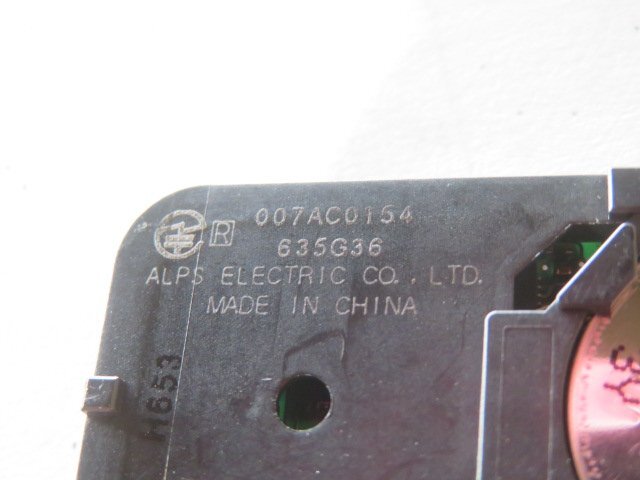 R 007AC0154
635G36
ALPS ELECTRIC CO., LTD.
MADE IN CHINA
H653